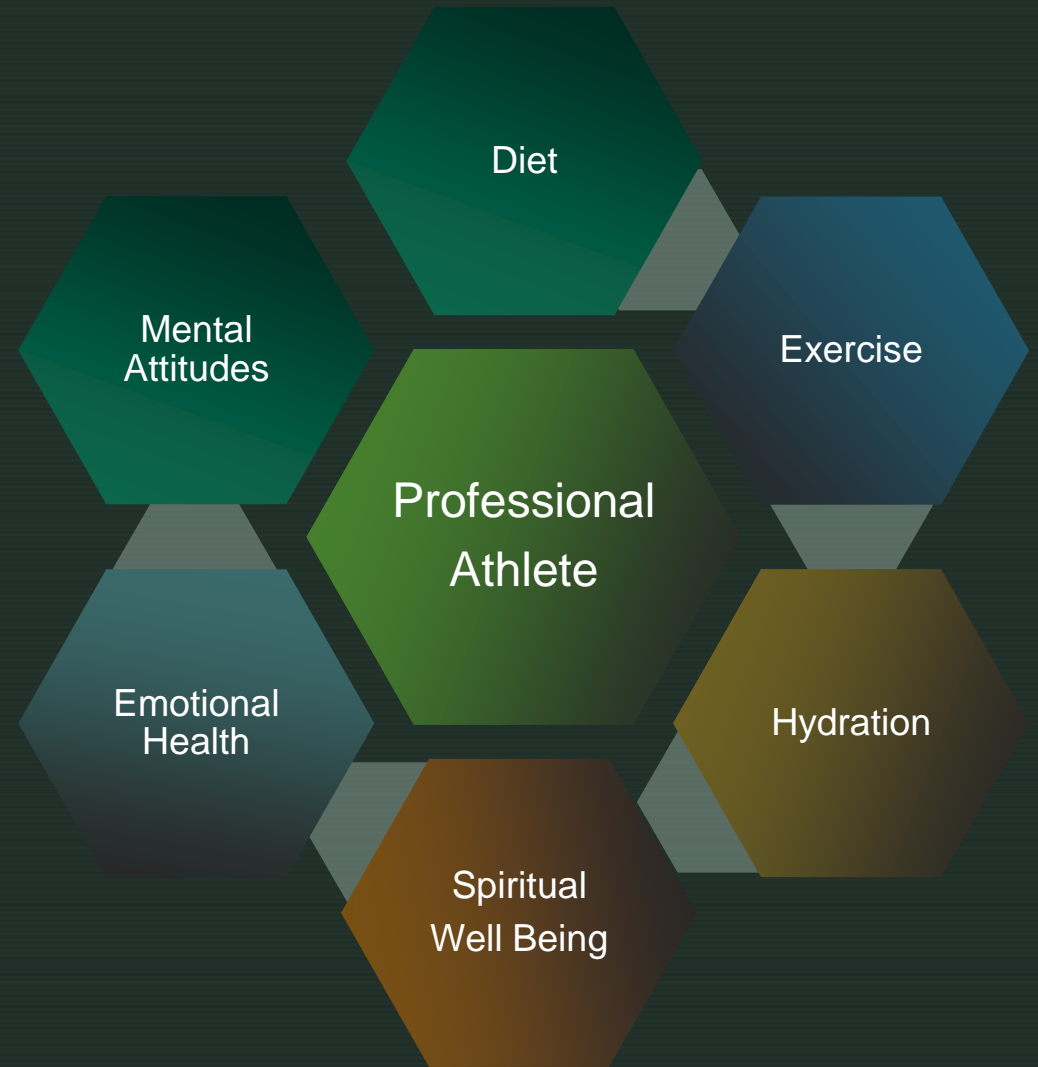 Diet
Exercise
Mental
Attitudes
Professional
Athlete
Hydration
Emotional
Health
Spiritual
Well Being